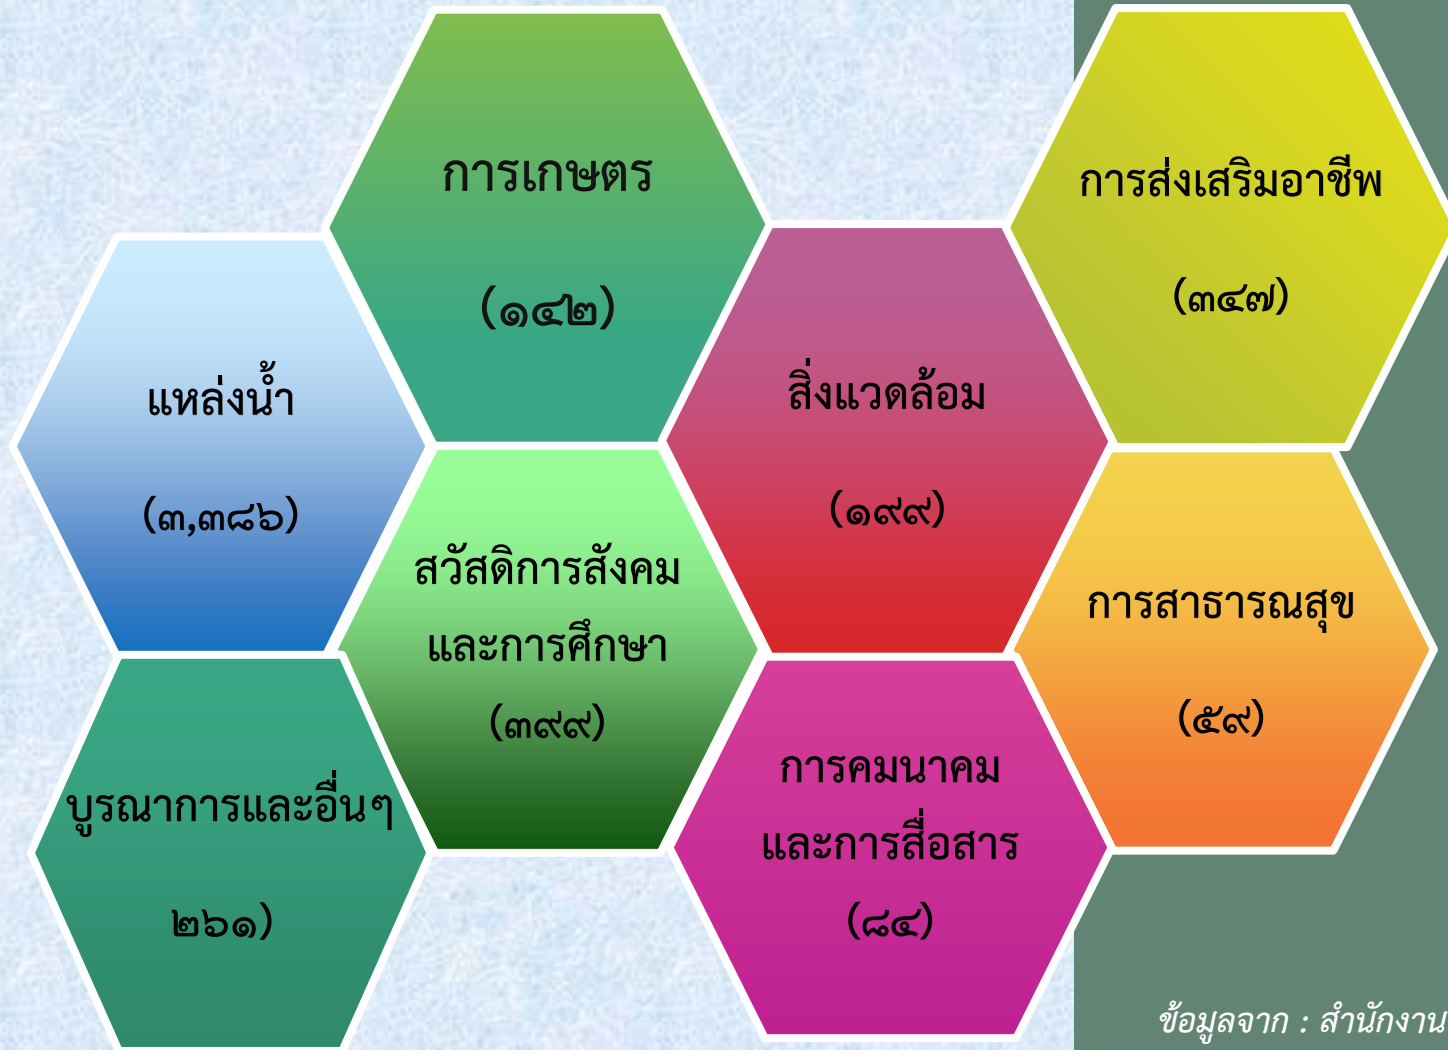 การเกษตร
(๑๔๒)
การส่งเสริมอาชีพ
(๓๔๗)
แหล่งน้ำ
(๓,๓๘๖)
สิ่งแวดล้อม
(๑๙๙)
สวัสดิการสังคม
และการศึกษา
(๓๙๙)
การสาธารณสุข
(๕๙)
บูรณาการและอื่นๆ
๒๖๑)
การคมนาคม
และการสื่อสาร
(๘๔)
ข้อมูลจาก : สำนักงาน